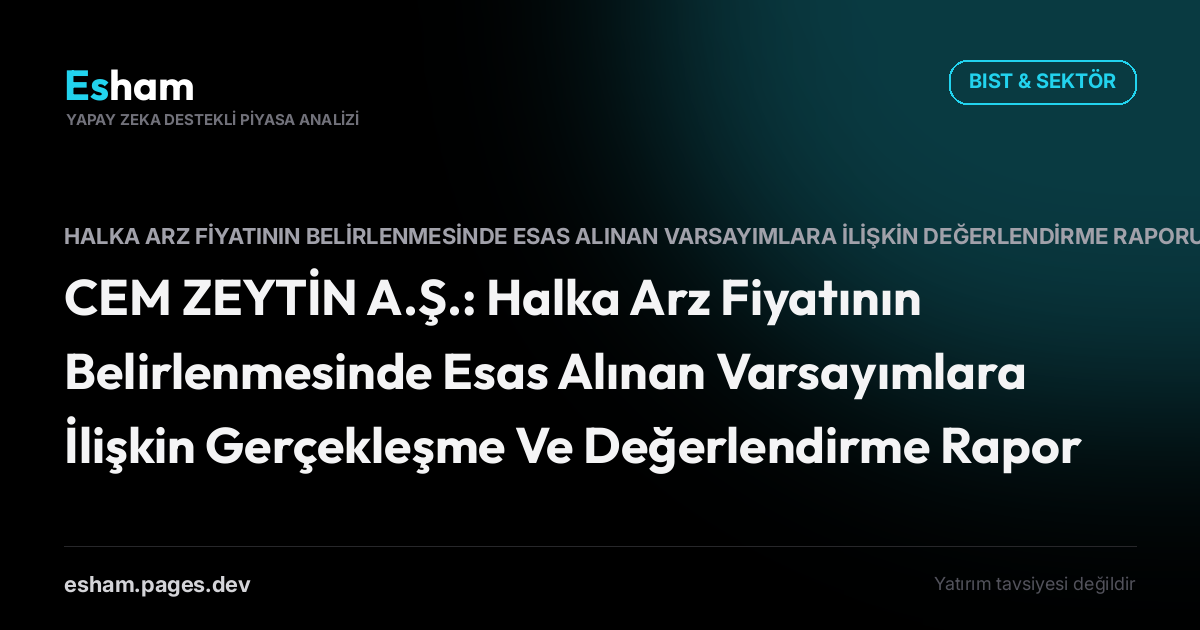 Esham
YAPAY ZEKA DESTEKLİ PİYASA ANALİZİ
BIST & SEKTÖR
HALKA ARZ FİYATININ BELİRLENMESİNDE ESAS ALINAN VARSAYIMLARA İLİŞKİN DEĞERLENDİRME RAPORU
CEM ZEYTİN A.Ş.: Halka Arz Fiyatının
Belirlenmesinde Esas Alınan Varsayımlara
İlişkin Gerçekleşme Ve Değerlendirme Rapor
esham.pages.dev
Yatırım tavsiyesi değildir